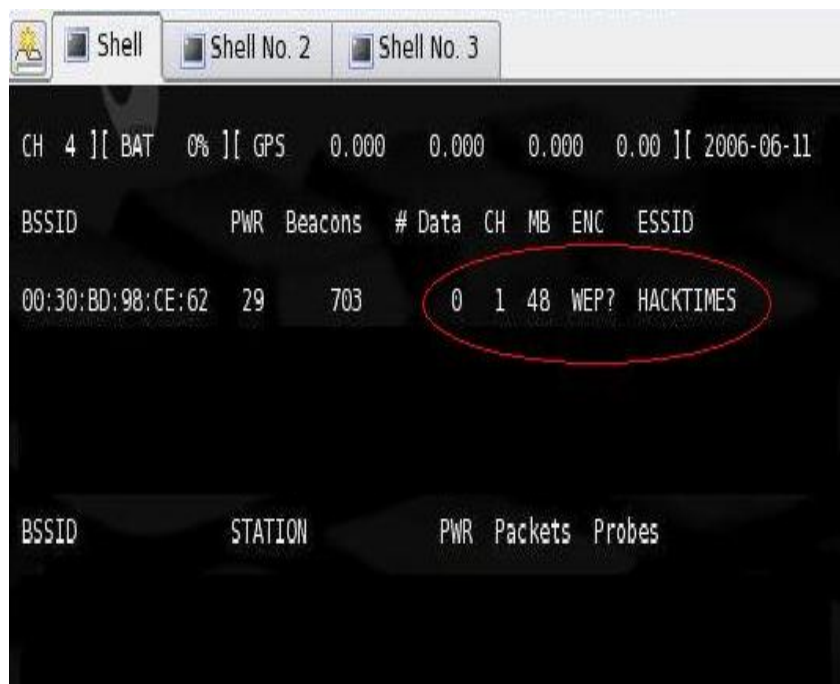 Shell Shell No. 2 Shell No. 3
CH 4 ][ BAT 0% ][ GPS 0.000 0.000 0.000 0.00 ][ 2006-06-11
BSSID PWR Beacons # Data CH MB ENC ESSID
00:30:BD:98:CE:62 29 703 0 1 48 WEP? HACKTIMES
BSSID STATION PWR Packets Probes